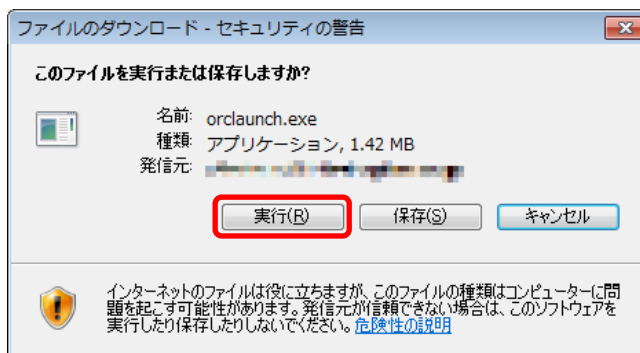 ファイルのダウンロード - セキュリティの警告
このファイルを実行または保存しますか?
名前: orclaunch.exe
種類: アプリケーション, 1.42 MB
発信元:
実行(R) 保存(S) キャンセル
インターネットのファイルは役に立ちますが、このファイルの種類はコンピューターに問
題を起こす可能性があります。発信元が信頼できない場合は、このソフトウェアを
実行したり保存したりしないでください。危険性の説明